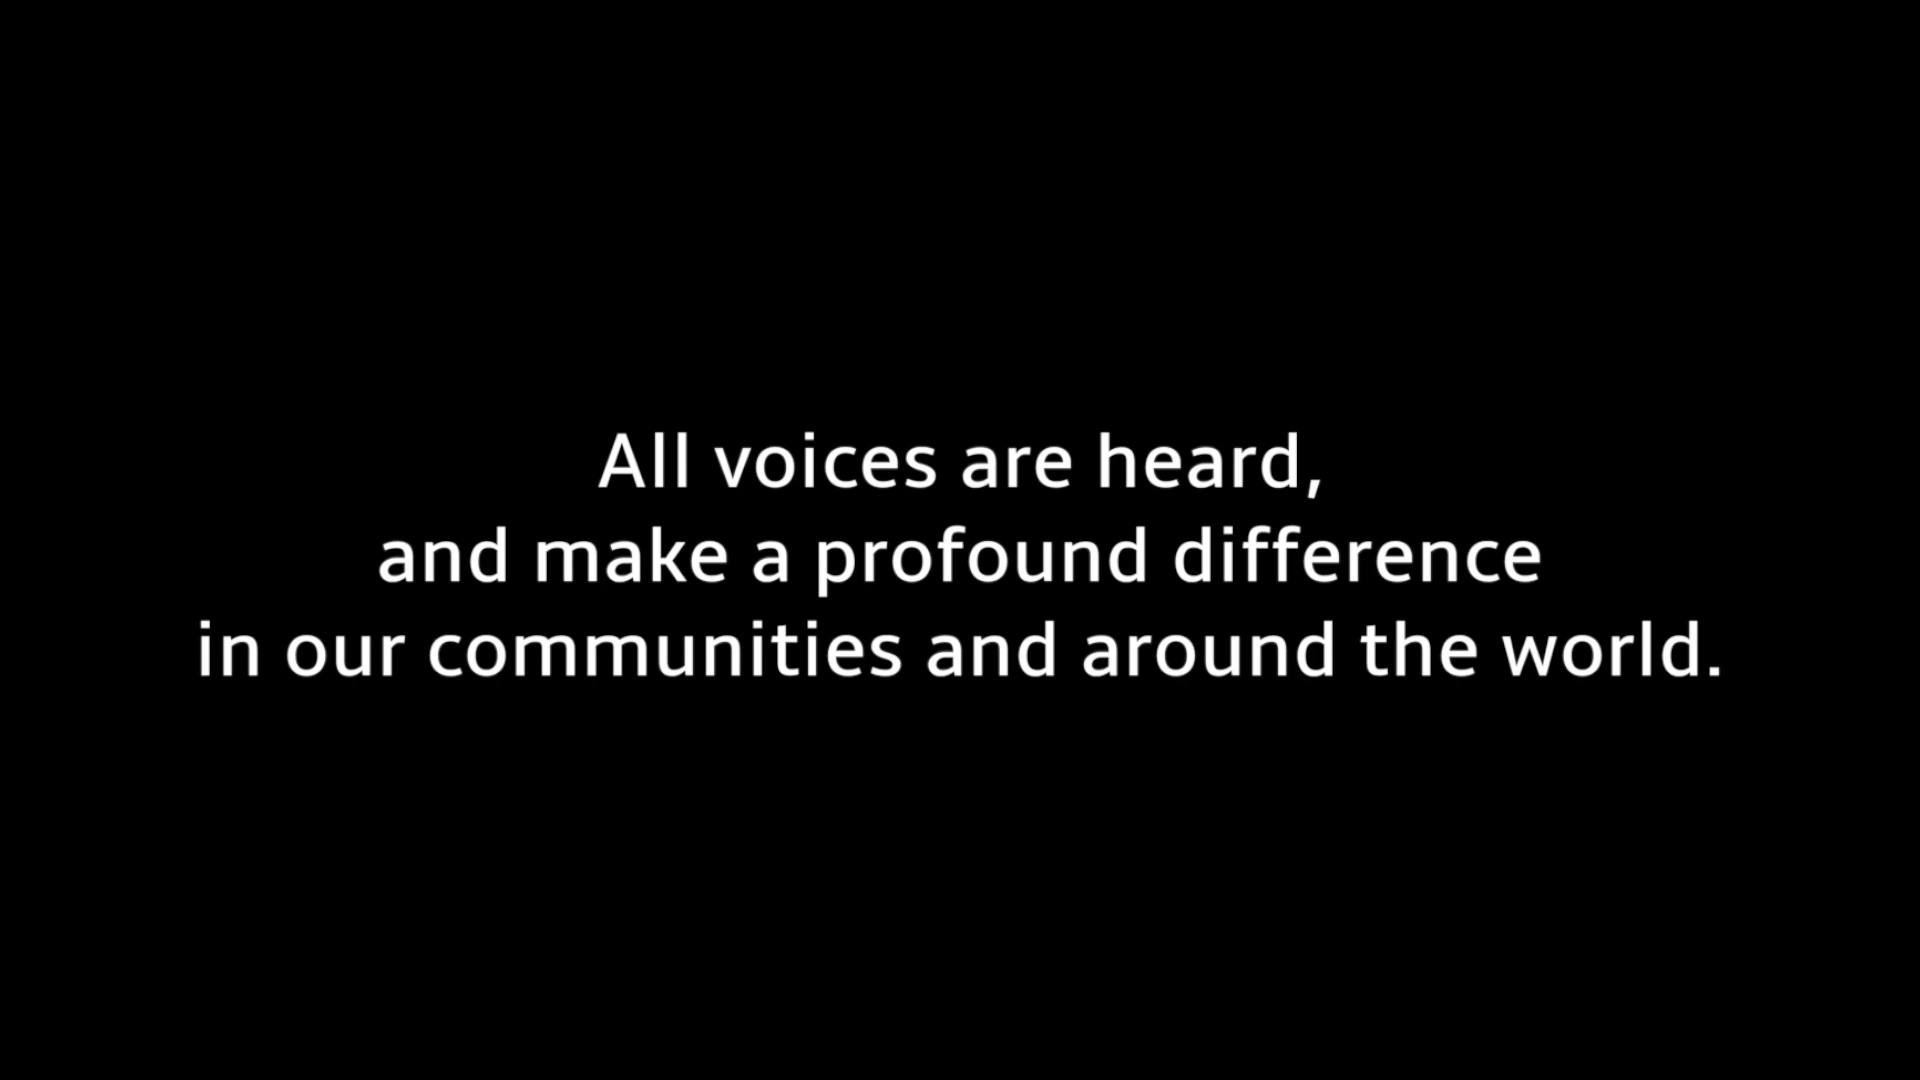 All voices are heard,
and make a profound difference
in our communities and around the world.